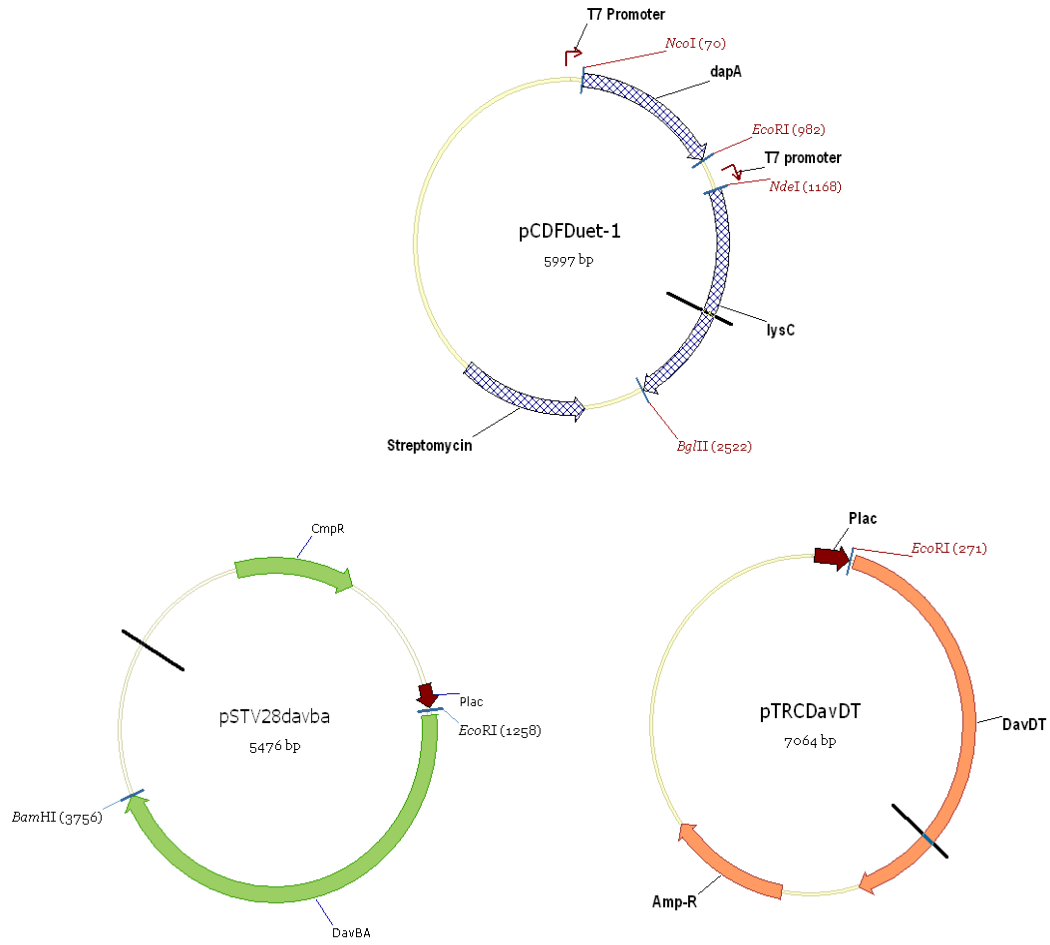 T7 Promoter
NcoI (70)
dapA
EcoRI (982)
T7 promoter
NdeI (1168)
pCDFDuet-1
5997 bp
lysC
Streptomycin
BglII (2522)
CmpR
Plac
pSTV28davba
5476 bp
EcoRI (1258)
BamHI (3756)
DavBA
Plac
EcoRI (271)
pTRCDavDT
7064 bp
DavDT
Amp-R